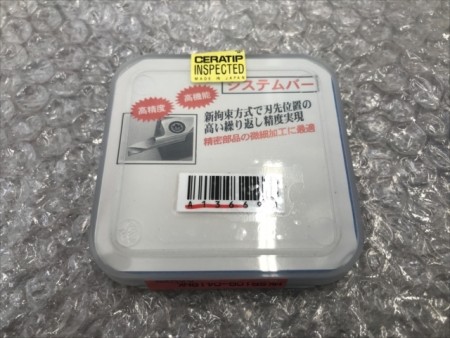 CERATIP
INSPECTED
MADE IN JAPAN
システムバー
高機能
高精度
新拘束方式で刃先位置の
高い繰り返し精度実現
精密部品の微細加工に最適